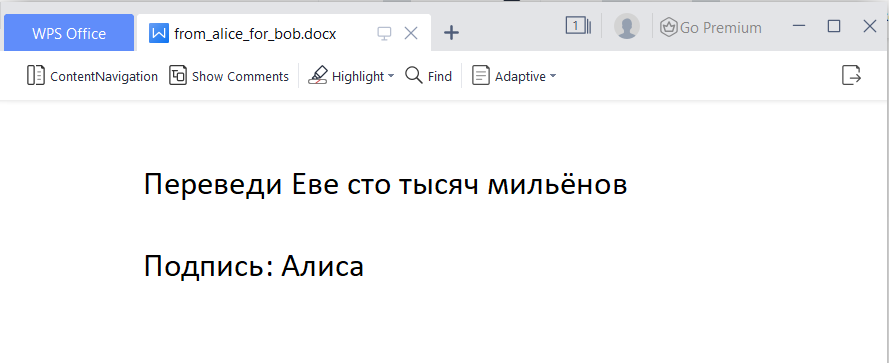 WPS Office
from_alice_for_bob.docx
1
Go Premium
ContentNavigation
Show Comments
Highlight
Find
Adaptive
Переведи Еве сто тысяч мильёнов
Подпись: Алиса